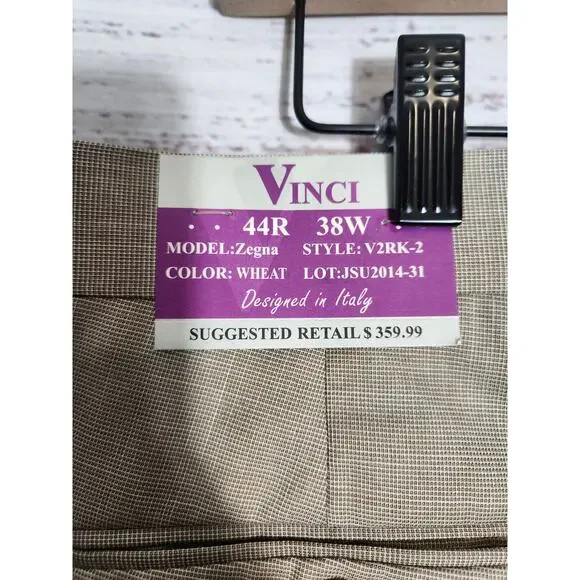 VINCI
44R 38W
MODEL:Zegna STYLE: V2RK-2
COLOR: WHEAT LOT:JSU2014-31
Designed in Italy
SUGGESTED RETAIL $ 359.99